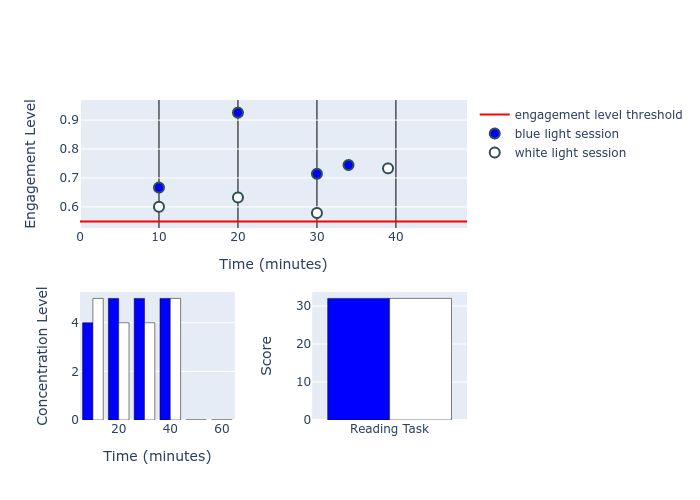 Engagement Level
0.9
0.8
0.7
0.6
0 10 20 30 40
Time (minutes)
engagement level threshold
blue light session
white light session
Concentration Level
4
2
0
20 40 60
Time (minutes)
Score
30
20
10
0
Reading Task